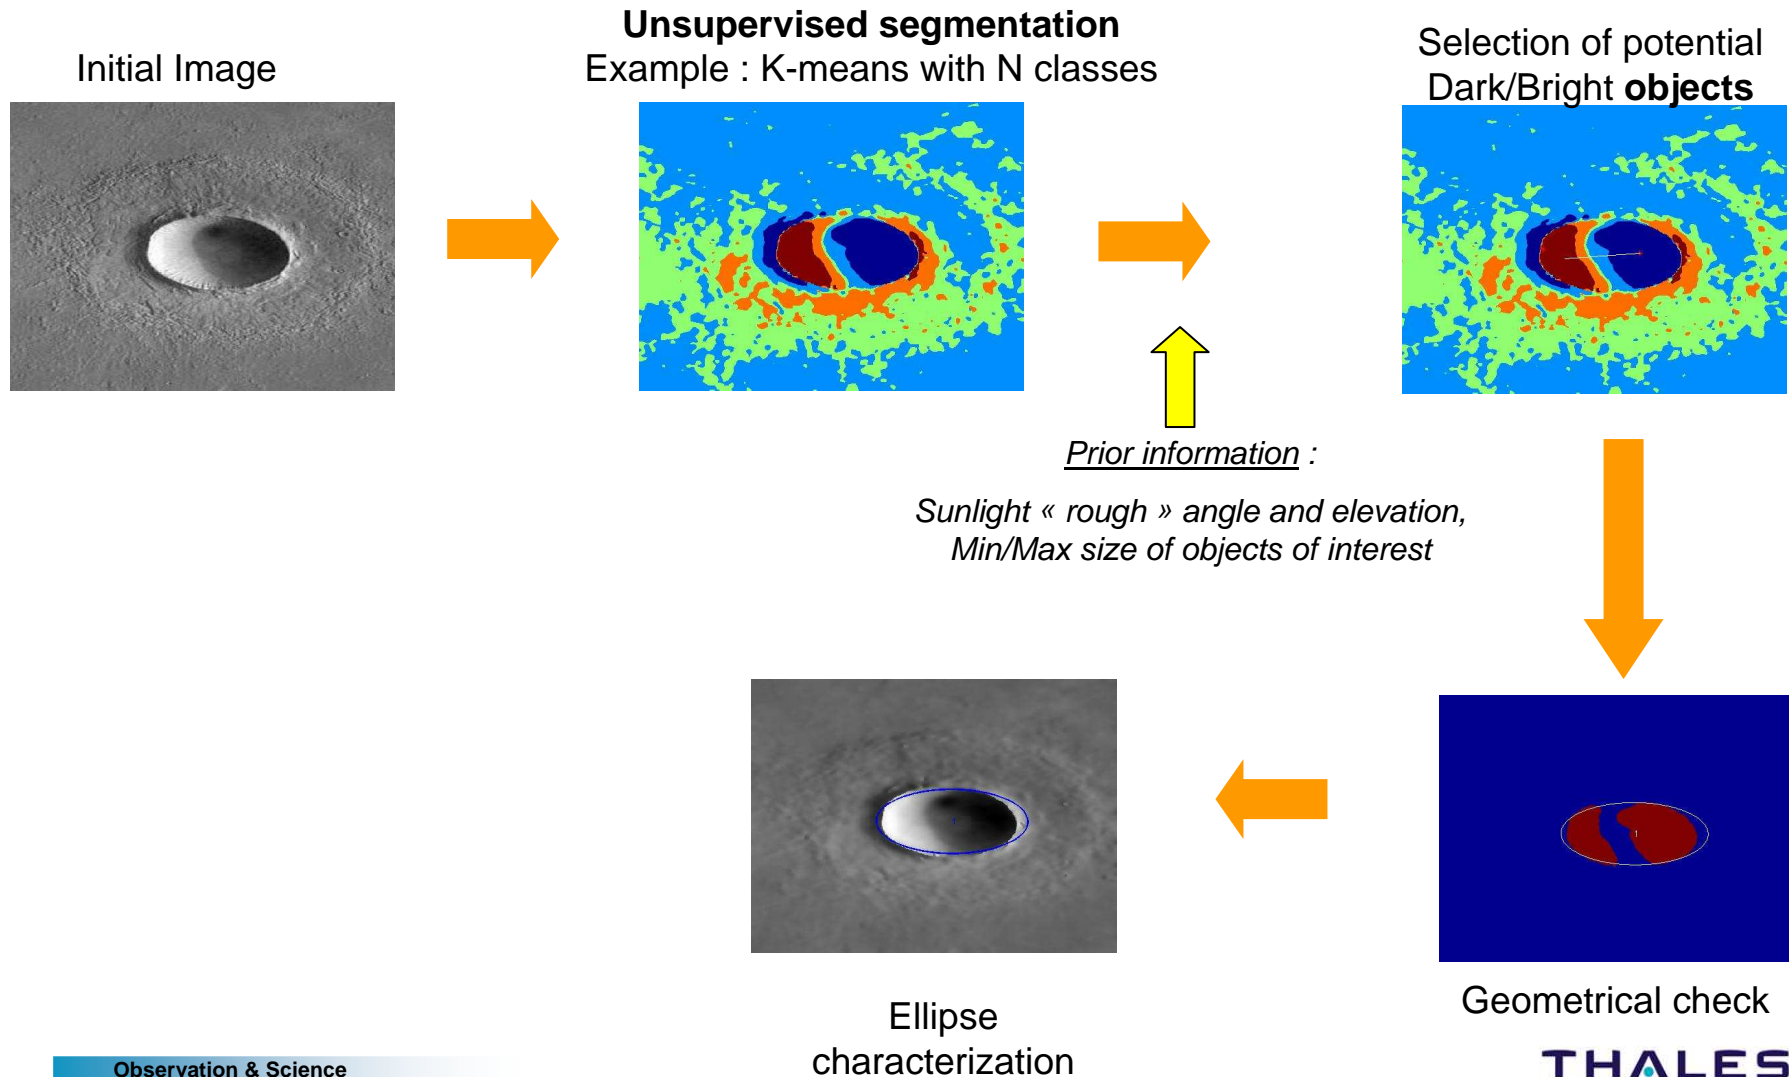 Initial Image
Unsupervised segmentation
Example : K-means with N classes
Selection of potential
Dark/Bright objects
Prior information :
Sunlight « rough » angle and elevation,
Min/Max size of objects of interest
Geometrical check
Ellipse
characterization
Observation & Science
THALES